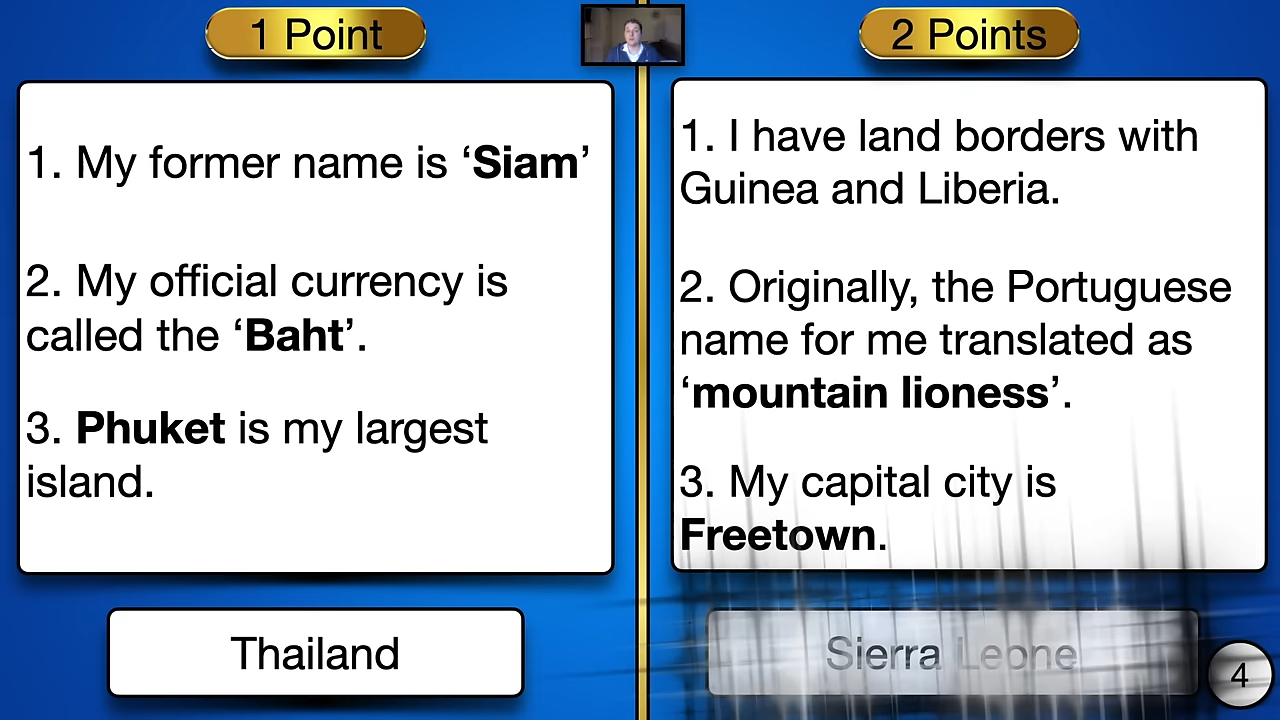 1 Point
1. My former name is ‘Siam’
2. My official currency is
called the ‘Baht’.
3. Phuket is my largest
island.
Thailand
2 Points
1. I have land borders with
Guinea and Liberia.
2. Originally, the Portuguese
name for me translated as
‘mountain lioness’.
3. My capital city is
Freetown.
Sierra Leone
4